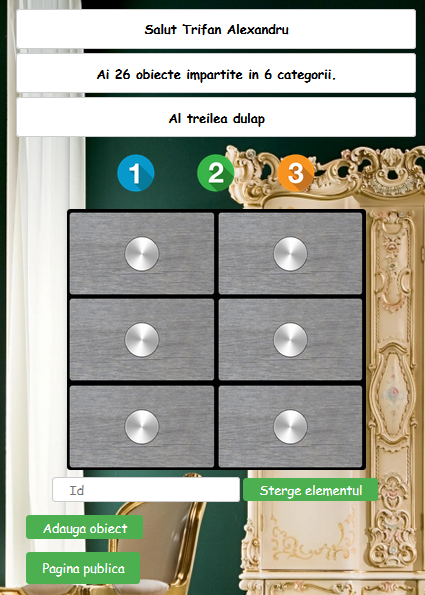 Salut Trifan Alexandru
Ai 26 obiecte impartite in 6 categorii.
Al treilea dulap
1 2 3
Id Sterge elementul
Adauga obiect
Pagina publica